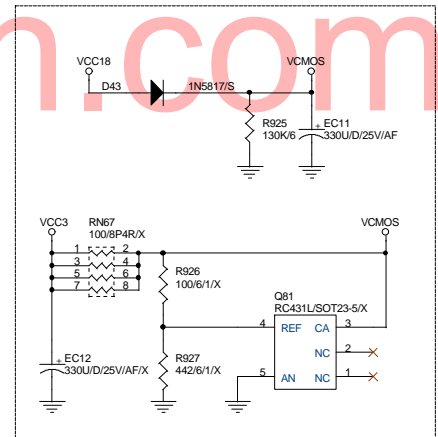 n.com
VCC18
VCMOS
D43
1N5817/S
R925
130K/6
EC11
+
330U/D/25V/AF
VCC3
RN67
100/8P4R/X
VCMOS
1 2
3 4
5 6
7 8
R926
100/6/1/X
Q81
RC431L/SOT23-5/X
4 REF CA 3
NC 2
5 AN NC 1
R927
442/6/1/X
EC12
+
330U/D/25V/AF/X